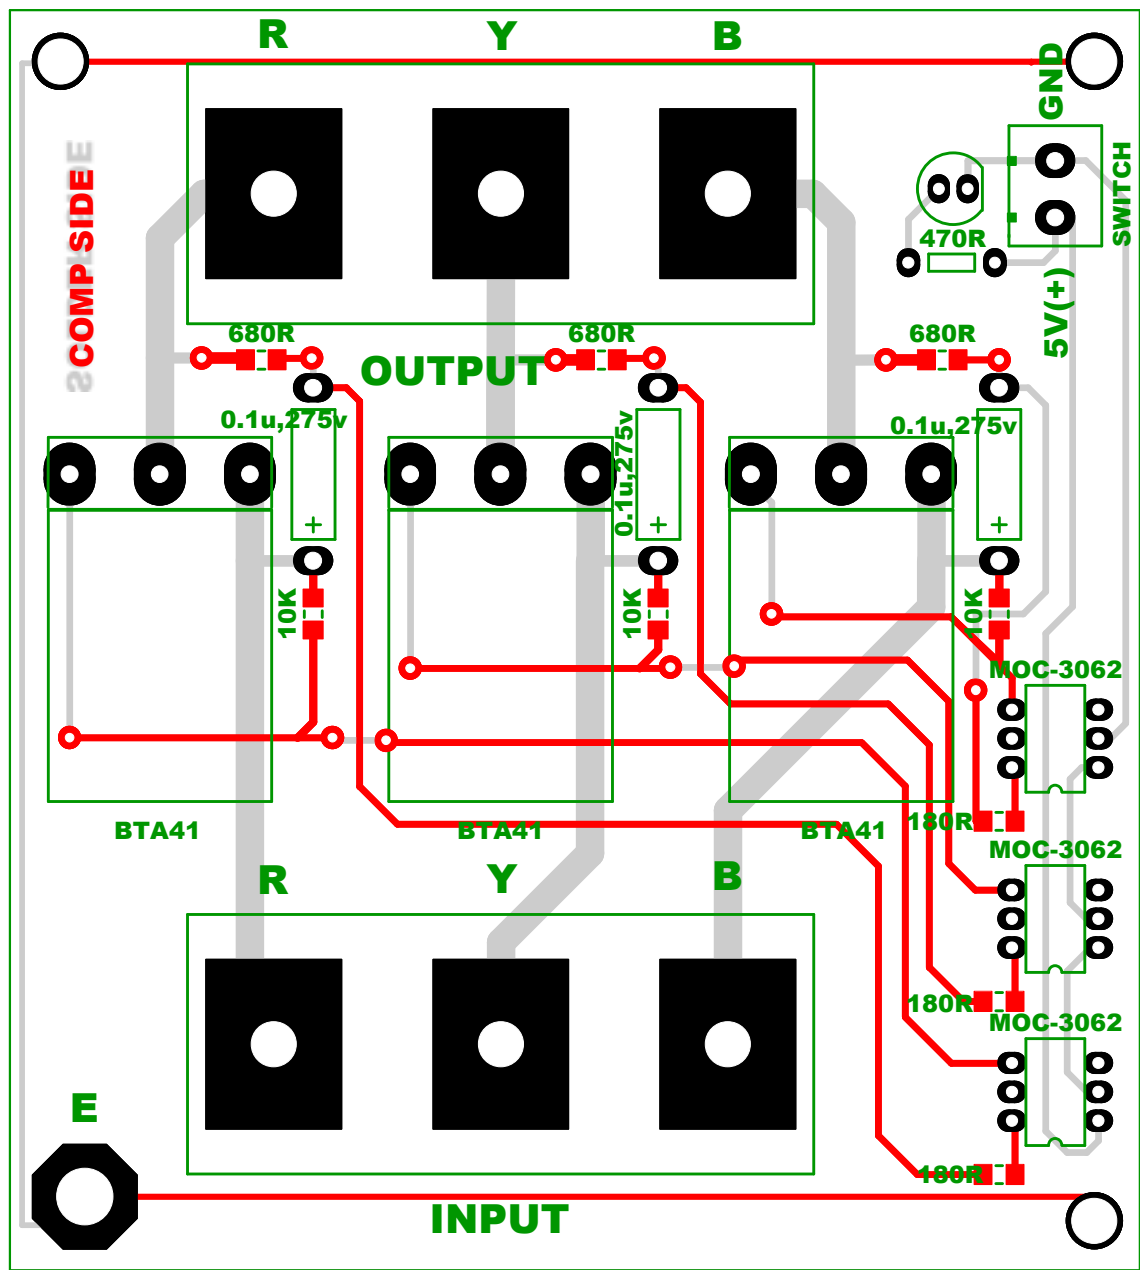 R Y B
GND
SWITCH
COMP SIDE
470R
5V(+)
680R 680R 680R
OUTPUT
0.1u,275v
0.1u,275v
0.1u,275v
+ + +
10K 10K 10K
MOC-3062
180R
BTA41 BTA41 BTA41
MOC-3062
R Y B
180R
MOC-3062
E
180R
INPUT